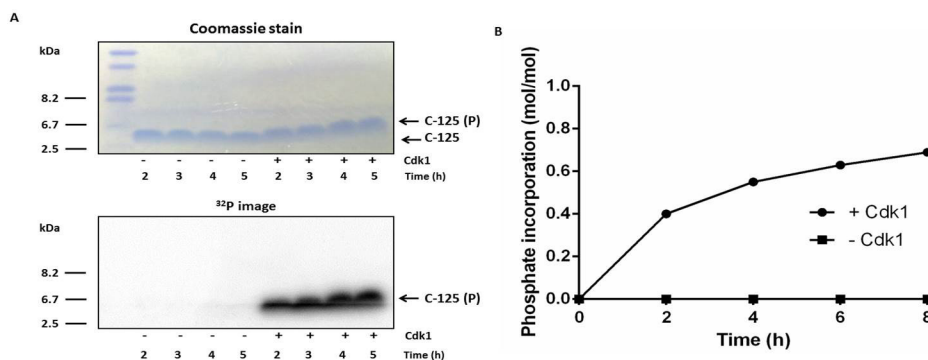 A
Coomassie stain
kDa
8.2
6.7
2.5
C-125 (P)
C-125
- - - - + + + + Cdk1
2 3 4 5 2 3 4 5 Time (h)
32P image
kDa
8.2
6.7
2.5
C-125 (P)
- - - - + + + + Cdk1
2 3 4 5 2 3 4 5 Time (h)
B
Phosphate incorporation (mol/mol)
1.0
0.8
0.6
0.4
0.2
0.0
+ Cdk1
- Cdk1
0 2 4 6 8
Time (h)